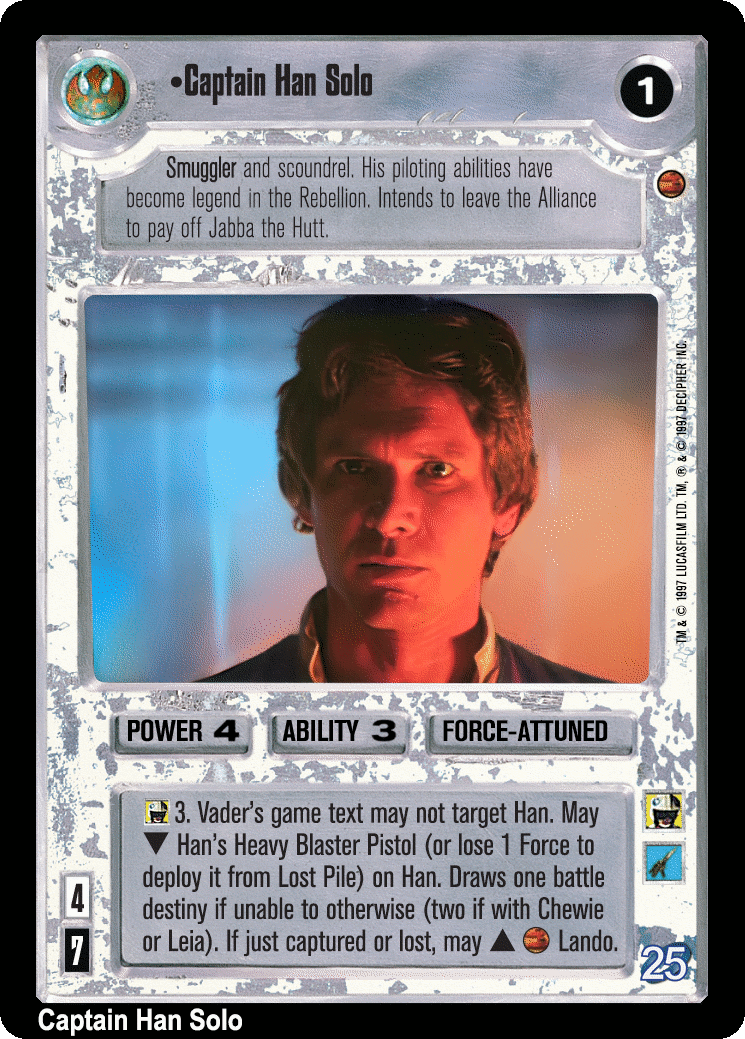 •Captain Han Solo
1
Smuggler and scoundrel. His piloting abilities have
become legend in the Rebellion. Intends to leave the Alliance
to pay off Jabba the Hutt.
TM & © 1997 LUCASFILM LTD. TM, ® & © 1997 DECIPHER INC.
POWER 4
ABILITY 3
FORCE-ATTUNED
3. Vader's game text may not target Han. May
▼ Han's Heavy Blaster Pistol (or lose 1 Force to
deploy it from Lost Pile) on Han. Draws one battle
destiny if unable to otherwise (two if with Chewie
or Leia). If just captured or lost, may ▲ Lando.
4
7
25
Captain Han Solo